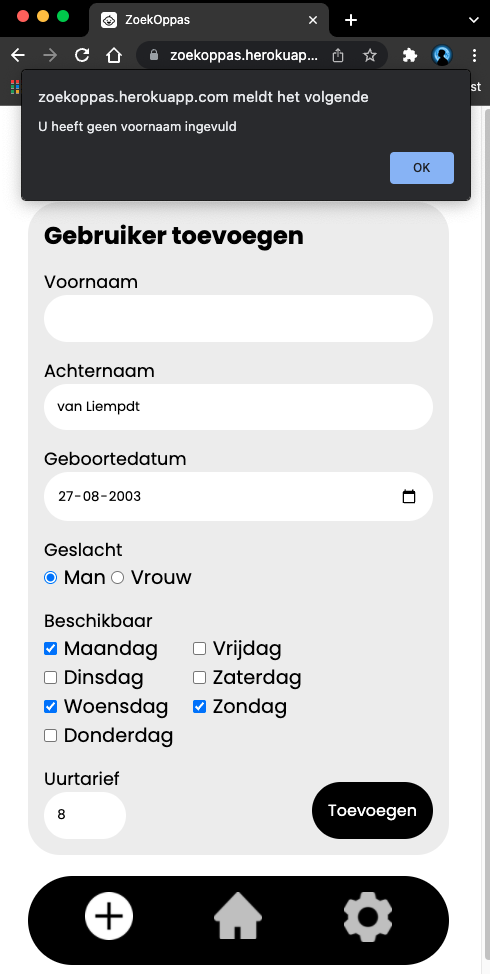 ZoekOppas
zoekoppas.herokuap...
st
zoekoppas.herokuapp.com meldt het volgende
U heeft geen voornaam ingevuld
OK
Gebruiker toevoegen
Voornaam
Achternaam
van Liempdt
Geboortedatum
27-08-2003
Geslacht
Man Vrouw
Beschikbaar
Maandag Vrijdag
Dinsdag Zaterdag
Woensdag Zondag
Donderdag
Uurtarief
8
Toevoegen